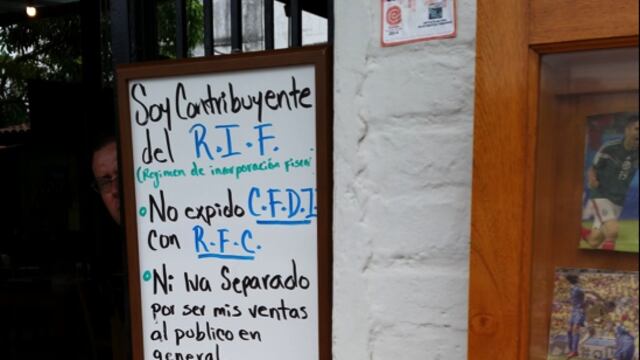 Soy Contribuyente
del R.I.F.
(Regimen de incorporación fiscal
• No expido C.F.D.I
con R.F.C.
• Ni Iva Separado
por ser mis ventas
al publico en
general